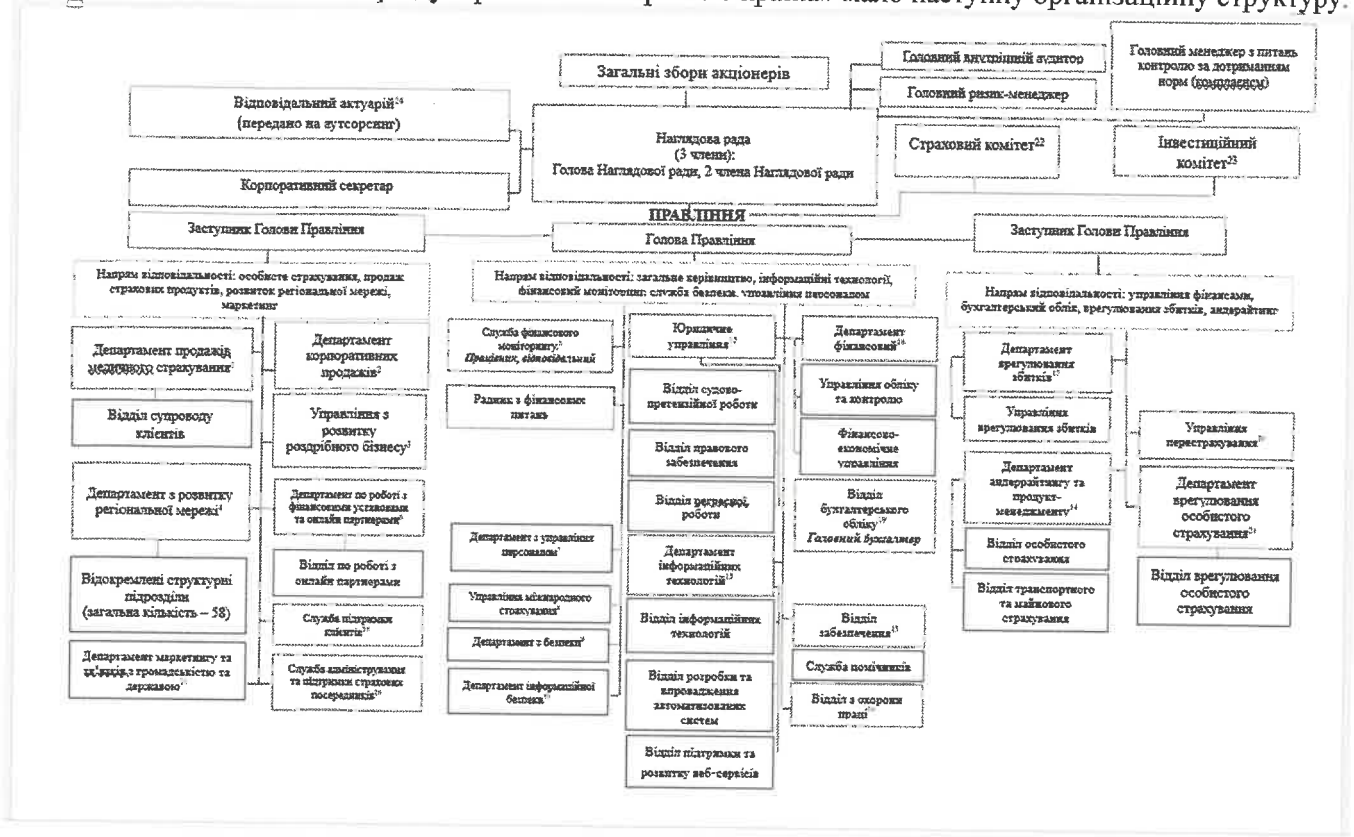 мало наступну організаційну структуру.
Загальні збори акціонерів
Головний внутрішній аудитор
Головний ризик-менеджер
Головний менеджер з питань
контролю за дотриманням
норм (комплаєнсу)
Відповідальний актуарій²⁴
(передано на аутсорсинг)
Корпоративний секретар
Наглядова рада
(3 члени):
Голова Наглядової ради, 2 члена Наглядової ради
Страховий комітет²²
Інвестиційний
комітет²³
ПРАВЛІННЯ
Заступник Голови Правління
Голова Правління
Заступник Голови Правління
Напрям відповідальності: особисте страхування, продаж
страхових продуктів, розвиток регіональної мережі,
маркетинг
Напрям відповідальності: загальне керівництво, інформаційні технології,
фінансовий моніторинг, служба безпеки, управління персоналом
Напрям відповідальності: управління фінансами,
бухгалтерський облік, врегулювання збитків, андерайтинг
Департамент продажів
медичного страхування
Відділ супроводу
клієнтів
Департамент з розвитку
регіональної мережі⁴
Відокремлені структурні
підрозділи
(загальна кількість – 58)
Департамент маркетингу та
зв'язків з громадськістю та
державою
Департамент
корпоративних
продажів²
Управління з
розвитку
роздрібного бізнесу³
Департамент по роботі з
фінансовими установами
та онлайн партнерами
Відділ по роботі з
онлайн партнерами
Служба підтримки
клієнтів
Служба адміністрування
та підтримки страхових
посередників
Служба фінансового
моніторингу.
Працівник, відповідальний
Радник з фінансових
питань
Департамент з управління
персоналом
Управління міжнародного
страхування
Департамент з безпеки
Департамент інформаційної
безпеки
Юридичне
управління
Відділ судово-
претензійної роботи
Відділ правового
забезпечення
Відділ регресної
роботи
Департамент
інформаційних
технологій
Відділ інформаційних
технологій
Відділ розробки та
впровадження
автоматизованих
систем
Відділ підтримки та
розвитку веб-сервісів
Департамент
фінансовий
Управління обліку
та контролю
Фінансово-
економічне
управління
Відділ
бухгалтерського
обліку
Головний бухгалтер
Відділ
забезпечення
Служба помічників
Відділ з охорони
праці
Департамент
врегулювання
збитків
Управління
врегулювання збитків
Департамент
андеррайтингу та
продукт-
менеджменту
Відділ особистого
страхування
Відділ транспортного
та майнового
страхування
Управління
перестрахування
Департамент
врегулювання
особистого
страхування
Відділ врегулювання
особистого
страхування